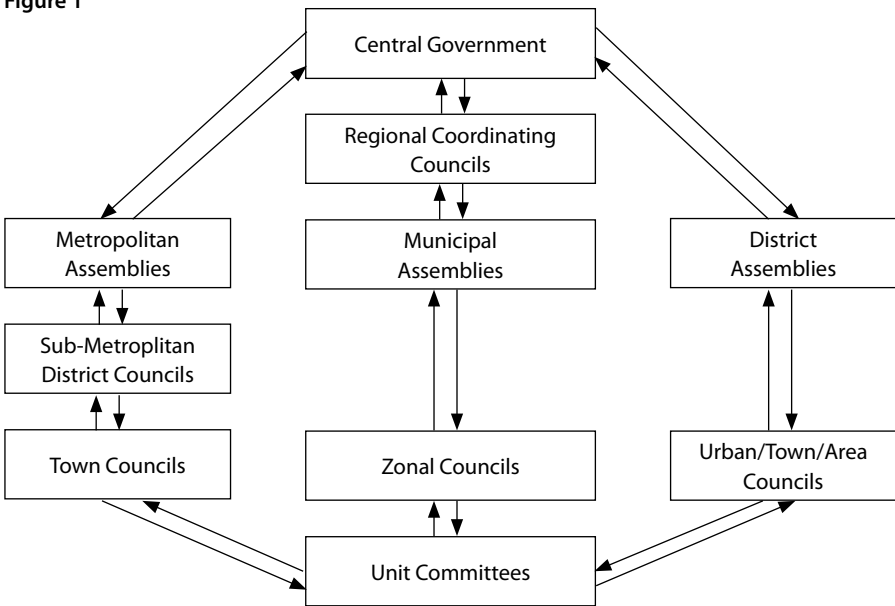 Figure 1
Central Government
Regional Coordinating
Councils
Metropolitan
Assemblies
Municipal
Assemblies
District
Assemblies
Sub-Metroplitan
District Councils
Town Councils
Zonal Councils
Urban/Town/Area
Councils
Unit Committees